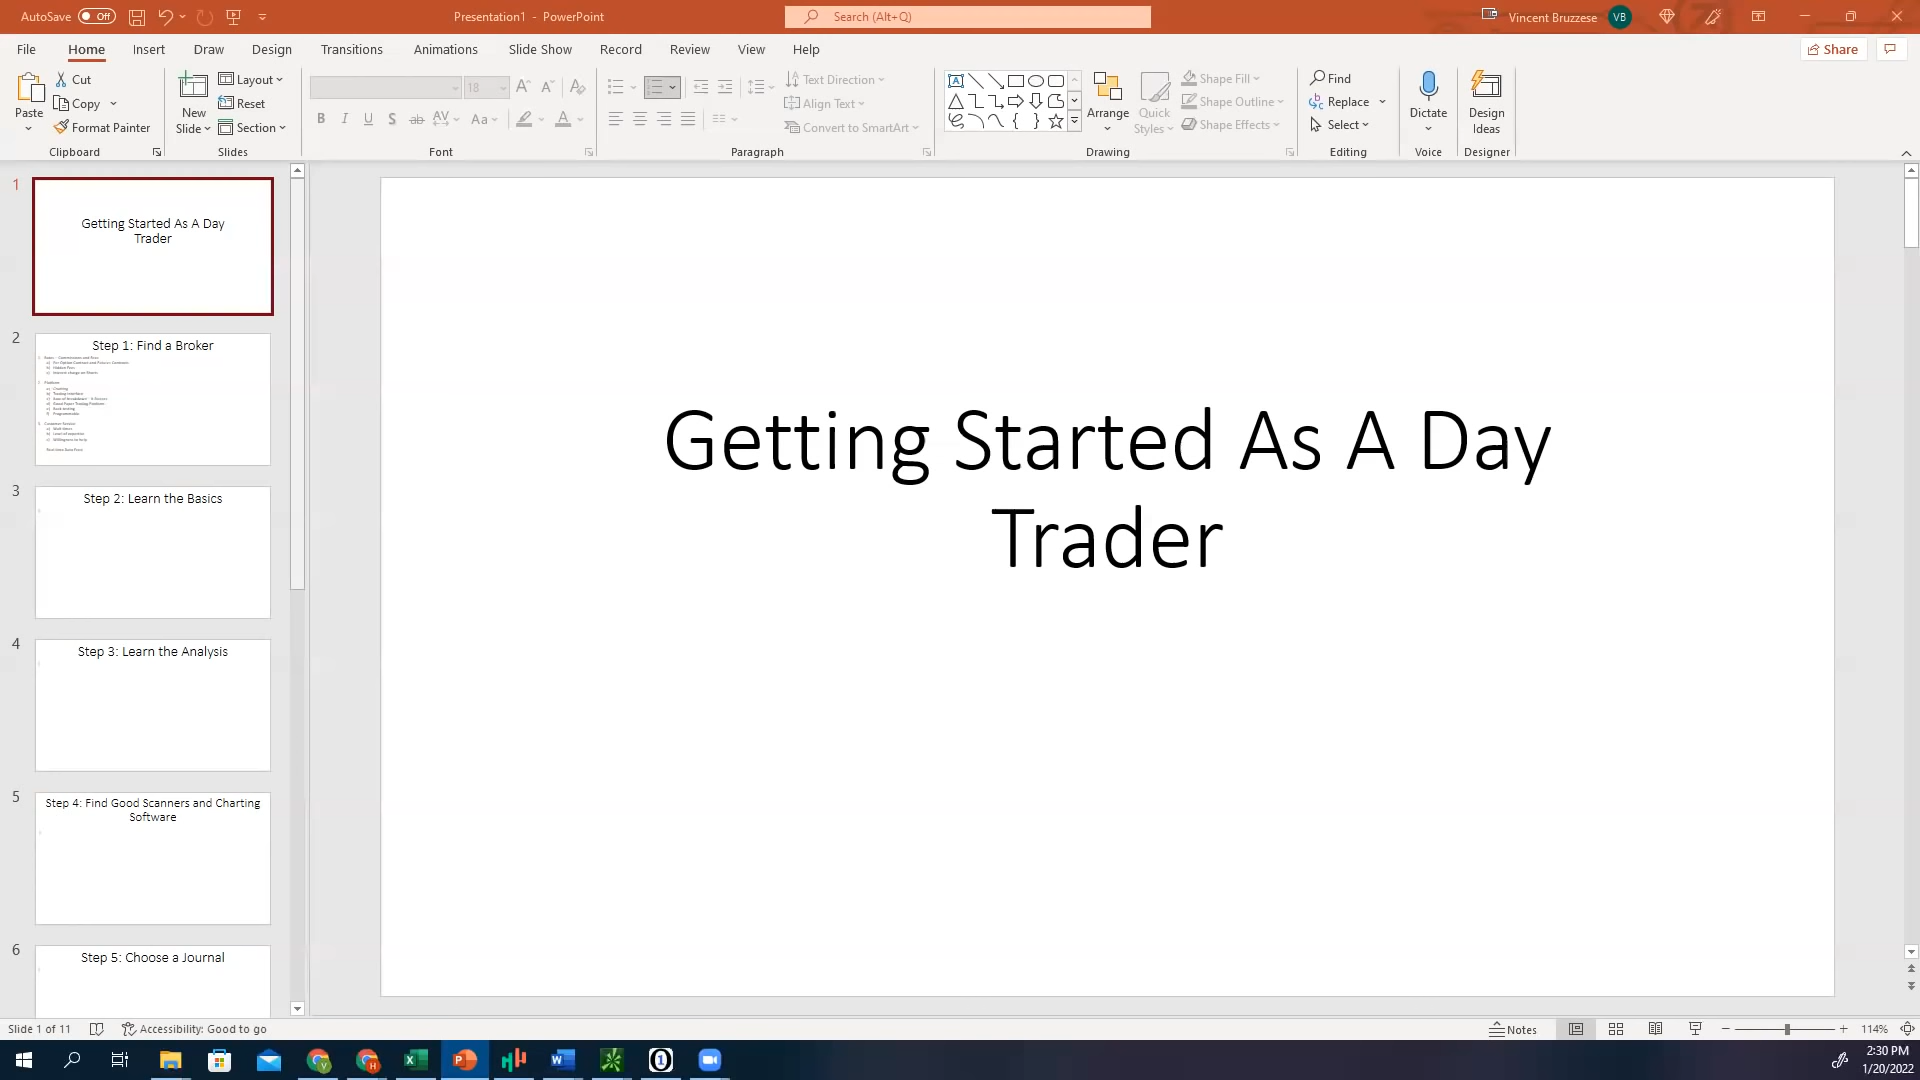 AutoSave Off Presentation1 - PowerPoint Search (Alt+Q) Vincent Bruzzese VB
File Home Insert Draw Design Transitions Animations Slide Show Record Review View Help Share
Paste Cut Copy Format Painter Clipboard
New Slide Layout Reset Section Slides
18 B I U S ab AV Aa A Font
Text Direction Align Text Convert to SmartArt Paragraph
Arrange Quick Styles Shape Fill Shape Outline Shape Effects Drawing
Find Replace Select Editing
Dictate Voice
Design Ideas Designer
1
Getting Started As A Day
Trader
2
Step 1: Find a Broker
3
Step 2: Learn the Basics
4
Step 3: Learn the Analysis
5
Step 4: Find Good Scanners and Charting
Software
6
Step 5: Choose a Journal
Getting Started As A Day
Trader
Slide 1 of 11 Accessibility: Good to go Notes 114%
2:30 PM
1/20/2022